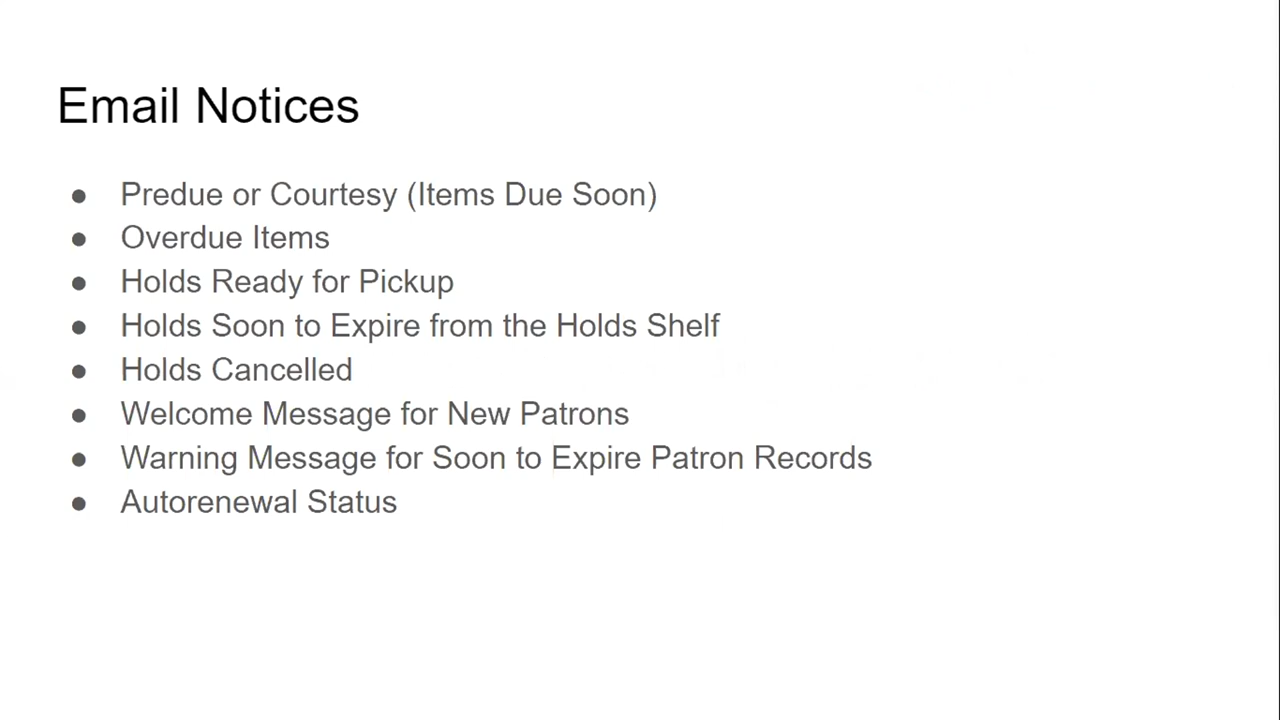 Email Notices
● Predue or Courtesy (Items Due Soon)
● Overdue Items
● Holds Ready for Pickup
● Holds Soon to Expire from the Holds Shelf
● Holds Cancelled
● Welcome Message for New Patrons
● Warning Message for Soon to Expire Patron Records
● Autorenewal Status